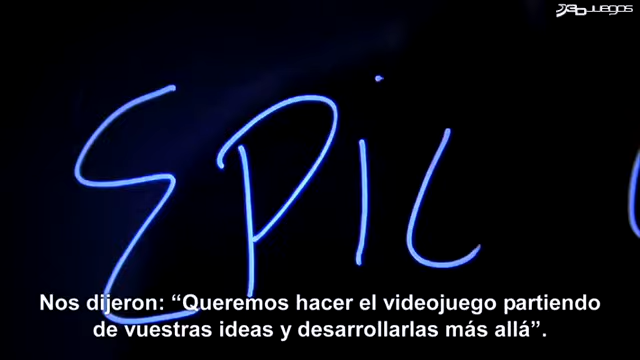 3DJUEGOS
EPIC
Nos dijeron: “Queremos hacer el videojuego partiendo
de vuestras ideas y desarrollarlas más allá”.